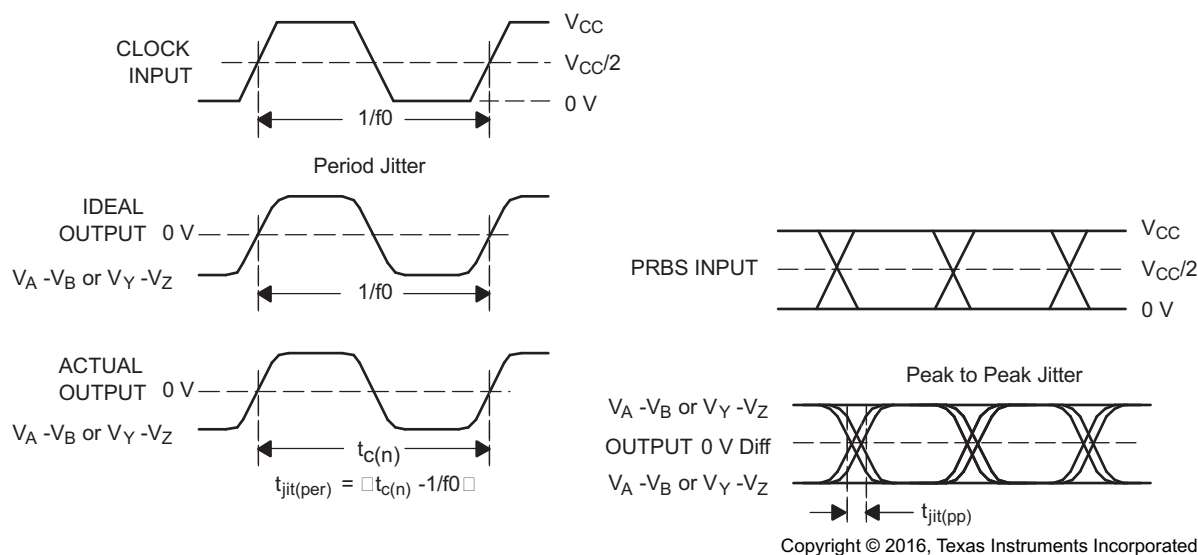 CLOCK
INPUT
VCC
VCC/2
0 V
1/f0
Period Jitter
IDEAL
OUTPUT 0 V
VA -VB or VY -VZ
1/f0
ACTUAL
OUTPUT 0 V
VA -VB or VY -VZ
tc(n)
tjit(per) = □tc(n) -1/f0□
PRBS INPUT
VCC
VCC/2
0 V
Peak to Peak Jitter
VA -VB or VY -VZ
OUTPUT 0 V Diff
VA -VB or VY -VZ
tjit(pp)
Copyright © 2016, Texas Instruments Incorporated